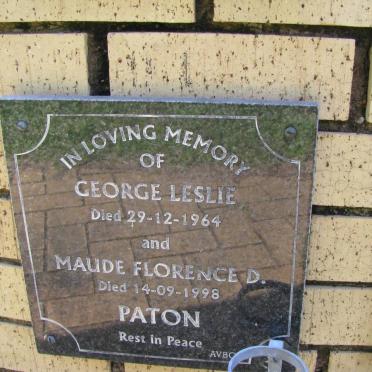 IN LOVING MEMORY
OF
GEORGE LESLIE
Died 29-12-1964
and
MAUDE FLORENCE D.
Died 14-09-1998
PATON
Rest in Peace